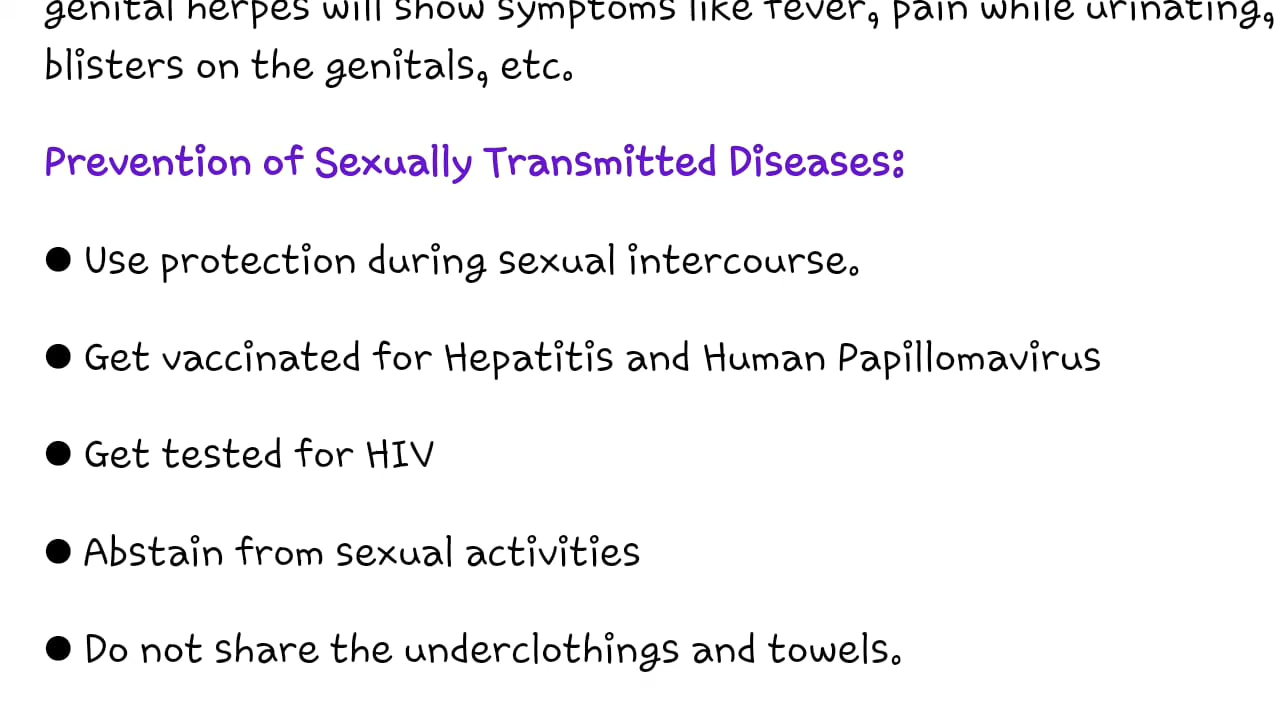 genital herpes will show symptoms like fever, pain while urinating,
blisters on the genitals, etc.
Prevention of Sexually Transmitted Diseases:
● Use protection during sexual intercourse.
● Get vaccinated for Hepatitis and Human Papillomavirus
● Get tested for HIV
● Abstain from sexual activities
● Do not share the underclothings and towels.